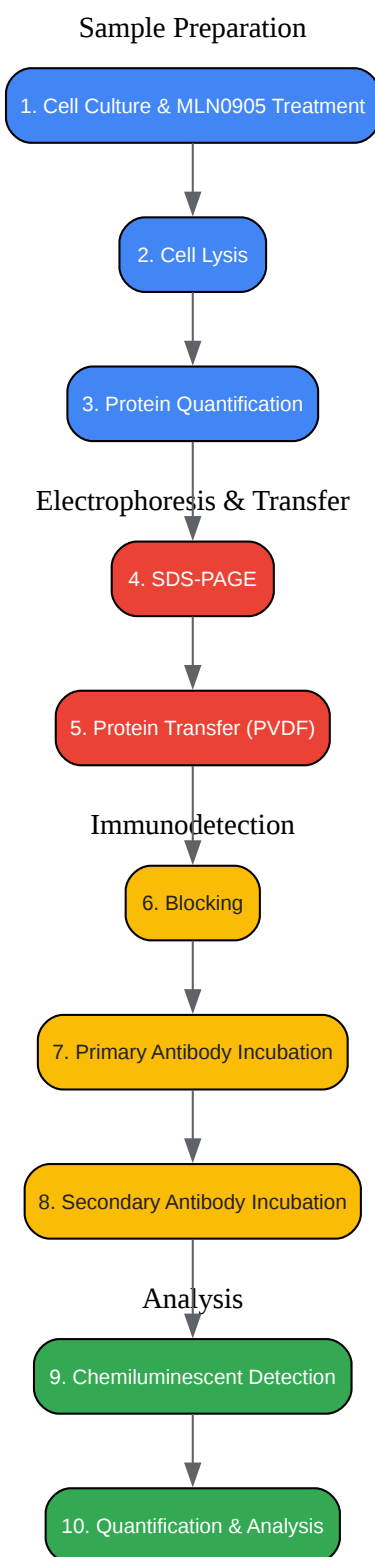 Sample Preparation
1. Cell Culture & MLN0905 Treatment
2. Cell Lysis
3. Protein Quantification
Electrophoresis & Transfer
4. SDS-PAGE
5. Protein Transfer (PVDF)
Immunodetection
6. Blocking
7. Primary Antibody Incubation
8. Secondary Antibody Incubation
Analysis
9. Chemiluminescent Detection
10. Quantification & Analysis